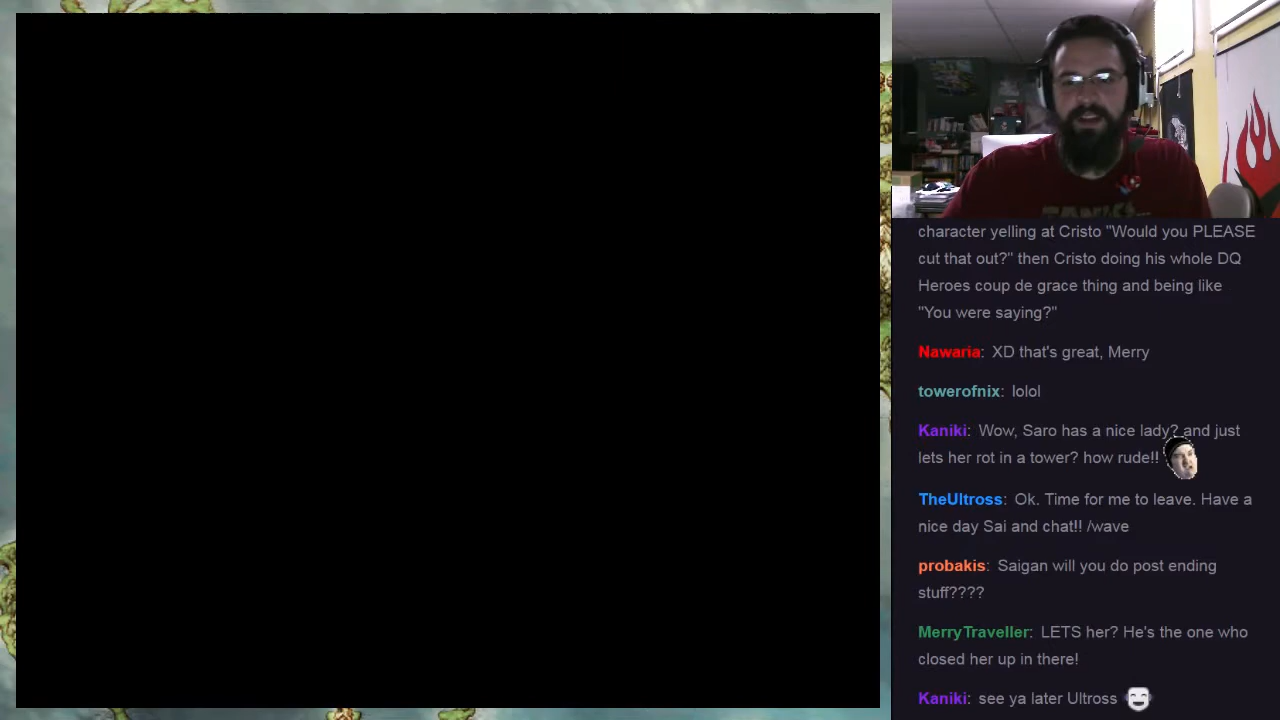 character yelling at Cristo "Would you PLEASE
cut that out?" then Cristo doing his whole DQ
Heroes coup de grace thing and being like
"You were saying?"
Nawaria: XD that's great, Merry
towerofnix: lolol
Kaniki: Wow, Saro has a nice lady? and just
lets her rot in a tower? how rude!!
TheUltross: Ok. Time for me to leave. Have a
nice day Sai and chat!! /wave
probakis: Saigan will you do post ending
stuff????
MerryTraveller: LETS her? He's the one who
closed her up in there!
Kaniki: see ya later Ultross